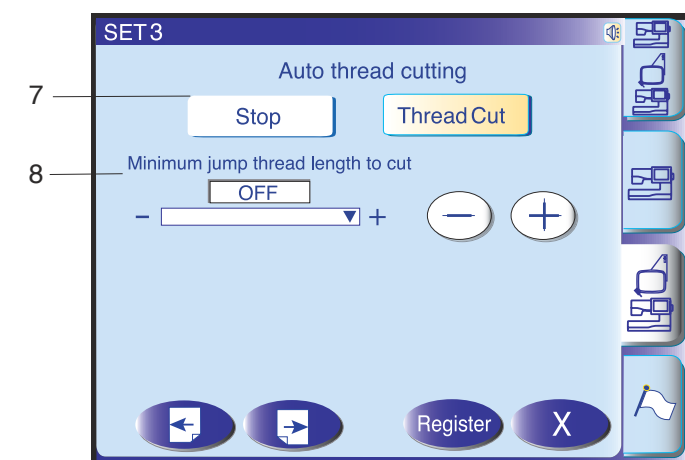 SET 3
Auto thread cutting
7
Stop
Thread Cut
8
Minimum jump thread length to cut
OFF
- +
Register
X